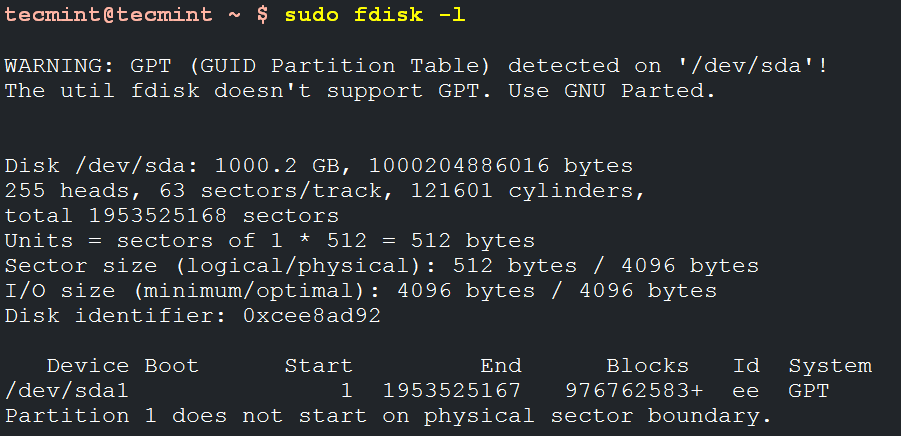 tecmint@tecmint ~ $ sudo fdisk -l
WARNING: GPT (GUID Partition Table) detected on '/dev/sda'!
The util fdisk doesn't support GPT. Use GNU Parted.
Disk /dev/sda: 1000.2 GB, 1000204886016 bytes
255 heads, 63 sectors/track, 121601 cylinders,
total 1953525168 sectors
Units = sectors of 1 * 512 = 512 bytes
Sector size (logical/physical): 512 bytes / 4096 bytes
I/O size (minimum/optimal): 4096 bytes / 4096 bytes
Disk identifier: 0xcee8ad92
Device Boot Start End Blocks Id System
/dev/sda1 1 1953525167 976762583+ ee GPT
Partition 1 does not start on physical sector boundary.